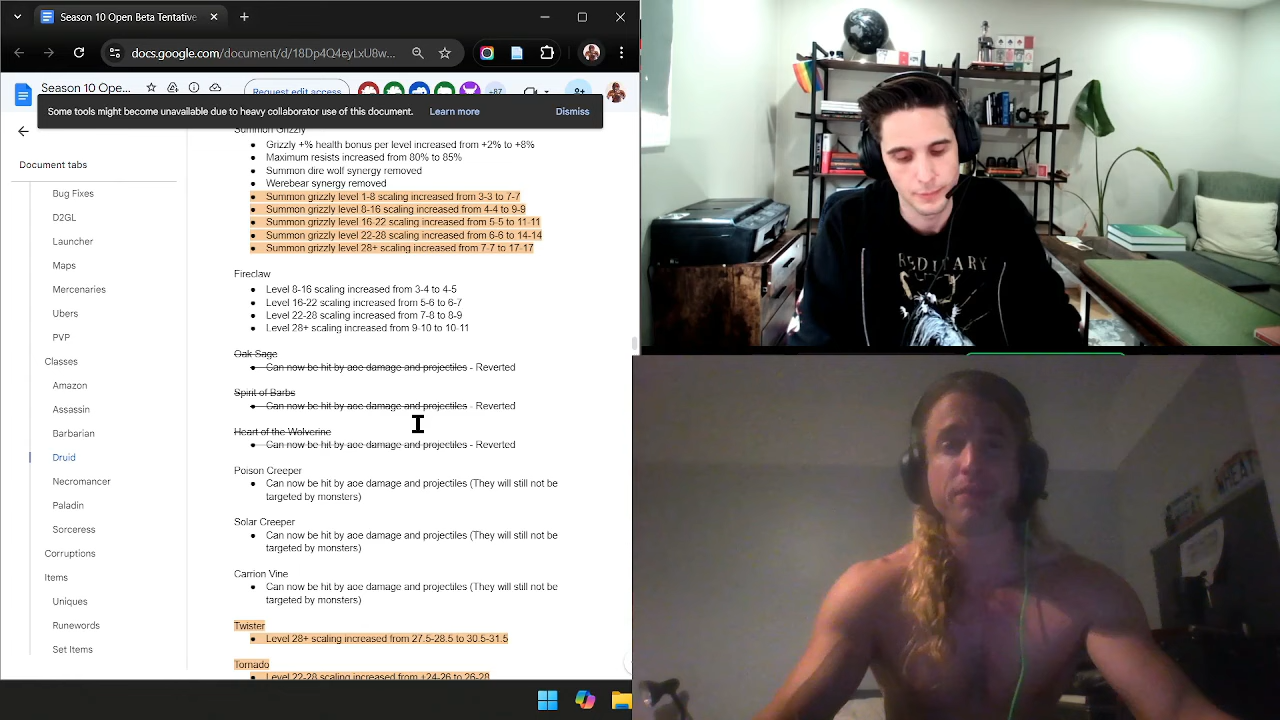 Season 10 Open Beta Tentative
docs.google.com/document/d/18Dp4Q4eyLxU8w...
Season 10 Ope...
Request edit access
+87
Some tools might become unavailable due to heavy collaborator use of this document.
Learn more
Dismiss
Document tabs
Bug Fixes
D2GL
Launcher
Maps
Mercenaries
Ubers
PVP
Classes
Amazon
Assassin
Barbarian
Druid
Necromancer
Paladin
Sorceress
Corruptions
Items
Uniques
Runewords
Set Items
Summon Grizzly
Grizzly +% health bonus per level increased from +2% to +8%
Maximum resists increased from 80% to 85%
Summon dire wolf synergy removed
Werebear synergy removed
Summon grizzly level 1-8 scaling increased from 3-3 to 7-7
Summon grizzly level 8-16 scaling increased from 4-4 to 9-9
Summon grizzly level 16-22 scaling increased from 5-5 to 11-11
Summon grizzly level 22-28 scaling increased from 6-6 to 14-14
Summon grizzly level 28+ scaling increased from 7-7 to 17-17
Fireclaw
Level 8-16 scaling increased from 3-4 to 4-5
Level 16-22 scaling increased from 5-6 to 6-7
Level 22-28 scaling increased from 7-8 to 8-9
Level 28+ scaling increased from 9-10 to 10-11
Oak Sage
Can now be hit by aoe damage and projectiles - Reverted
Spirit of Barbs
Can now be hit by aoe damage and projectiles - Reverted
Heart of the Wolverine
Can now be hit by aoe damage and projectiles - Reverted
Poison Creeper
Can now be hit by aoe damage and projectiles (They will still not be
targeted by monsters)
Solar Creeper
Can now be hit by aoe damage and projectiles (They will still not be
targeted by monsters)
Carrion Vine
Can now be hit by aoe damage and projectiles (They will still not be
targeted by monsters)
Twister
Level 28+ scaling increased from 27.5-28.5 to 30.5-31.5
Tornado
Level 22-28 scaling increased from +24-26 to 26-28